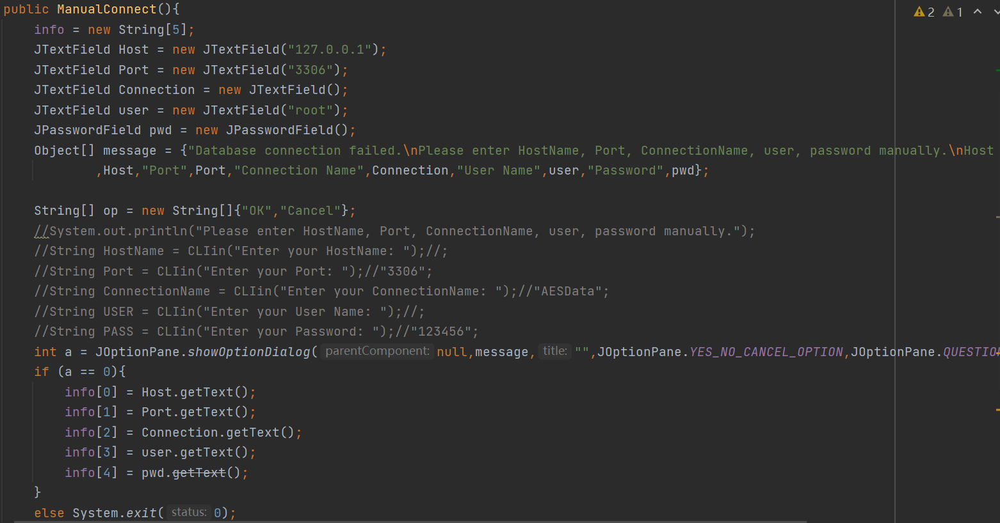 public ManualConnect(){
2 1
info = new String[5];
JTextField Host = new JTextField("127.0.0.1");
JTextField Port = new JTextField("3306");
JTextField Connection = new JTextField();
JTextField user = new JTextField("root");
JPasswordField pwd = new JPasswordField();
Object[] message = {"Database connection failed.\nPlease enter HostName, Port, ConnectionName, user, password manually.\nHost
,Host,"Port",Port,"Connection Name",Connection,"User Name",user,"Password",pwd};
String[] op = new String[]{"OK","Cancel"};
//System.out.println("Please enter HostName, Port, ConnectionName, user, password manually.");
//String HostName = CLIin("Enter your HostName: ");//;
//String Port = CLIin("Enter your Port: ");//"3306";
//String ConnectionName = CLIin("Enter your ConnectionName: ");//"AESData";
//String USER = CLIin("Enter your User Name: ");//;
//String PASS = CLIin("Enter your Password: ");//"123456";
int a = JOptionPane.showOptionDialog( parentComponent: null,message, title: "",JOptionPane.YES_NO_CANCEL_OPTION,JOptionPane.QUESTIO
if (a == 0){
info[0] = Host.getText();
info[1] = Port.getText();
info[2] = Connection.getText();
info[3] = user.getText();
info[4] = pwd.getText();
}
else System.exit( status: 0);